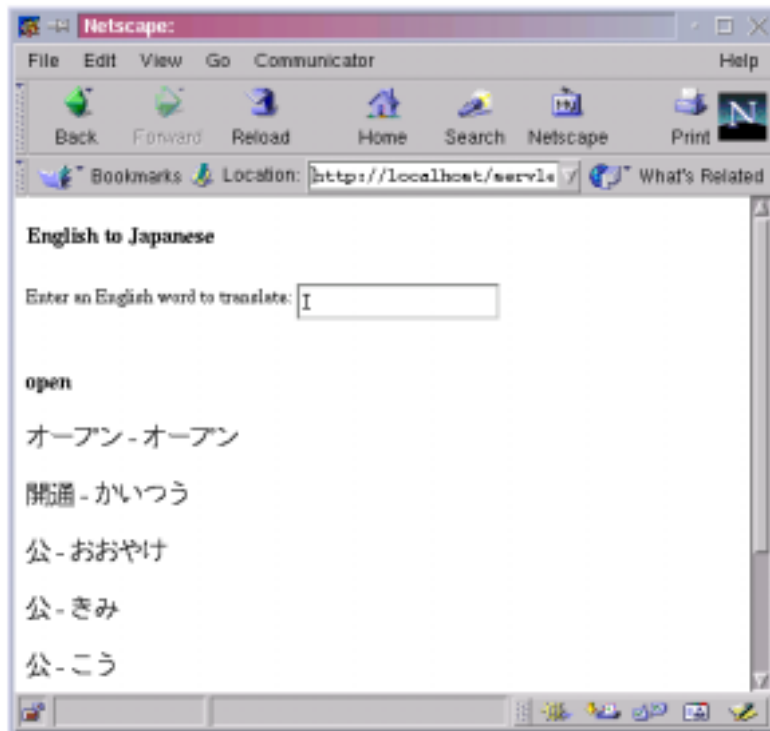 Netscape:
File Edit View Go Communicator Help
Back Forward Reload Home Search Netscape Print N
Bookmarks Location: http://localhost/servle What's Related
English to Japanese
Enter an English word to translate:
open
オープン - オープン
開通 - かいつう
公 - おおやけ
公 - きみ
公 - こう